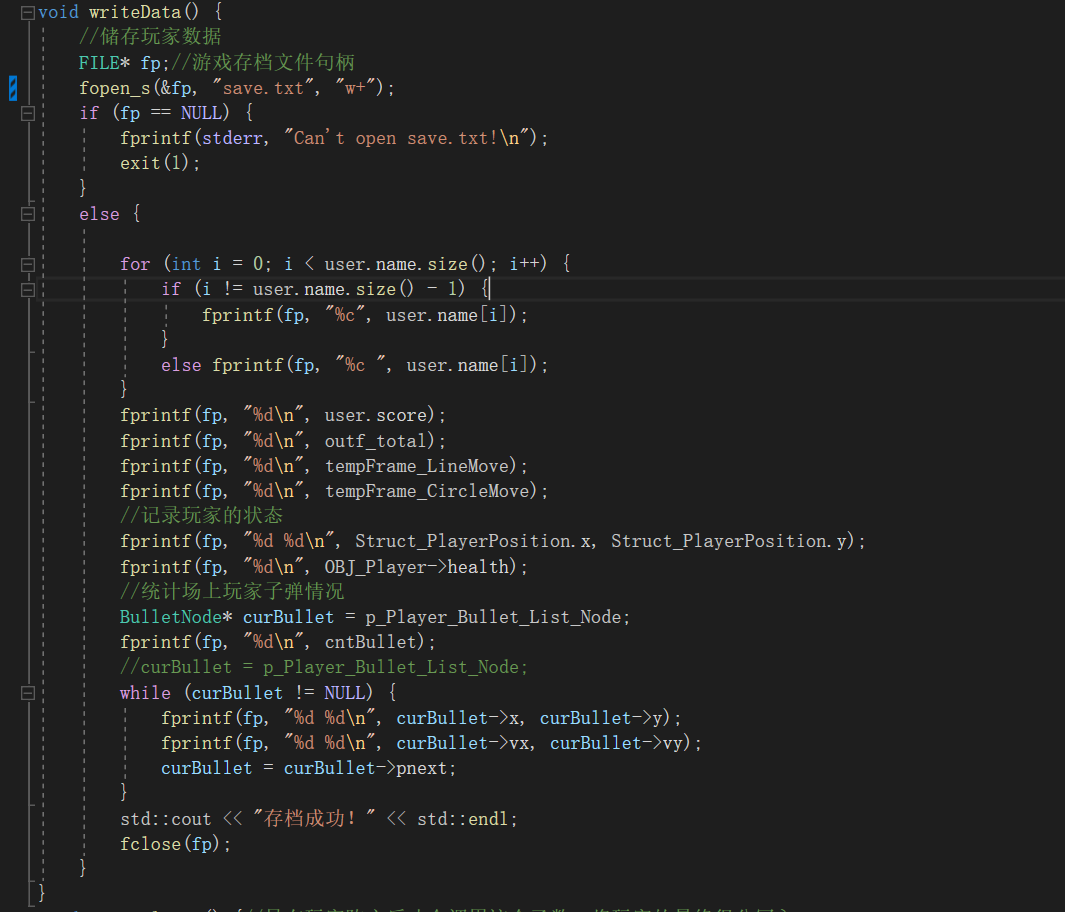 void writeData() {
//储存玩家数据
FILE* fp;//游戏存档文件句柄
fopen_s(&fp, "save.txt", "w+");
if (fp == NULL) {
fprintf(stderr, "Can't open save.txt!\n");
exit(1);
}
else {
for (int i = 0; i < user.name.size(); i++) {
if (i != user.name.size() - 1) {
fprintf(fp, "%c", user.name[i]);
}
else fprintf(fp, "%c ", user.name[i]);
}
fprintf(fp, "%d\n", user.score);
fprintf(fp, "%d\n", outf_total);
fprintf(fp, "%d\n", tempFrame_LineMove);
fprintf(fp, "%d\n", tempFrame_CircleMove);
//记录玩家的状态
fprintf(fp, "%d %d\n", Struct_PlayerPosition.x, Struct_PlayerPosition.y);
fprintf(fp, "%d\n", OBJ_Player->health);
//统计场上玩家子弹情况
BulletNode* curBullet = p_Player_Bullet_List_Node;
fprintf(fp, "%d\n", cntBullet);
//curBullet = p_Player_Bullet_List_Node;
while (curBullet != NULL) {
fprintf(fp, "%d %d\n", curBullet->x, curBullet->y);
fprintf(fp, "%d %d\n", curBullet->vx, curBullet->vy);
curBullet = curBullet->pnext;
}
std::cout << "存档成功！" << std::endl;
fclose(fp);
}
}